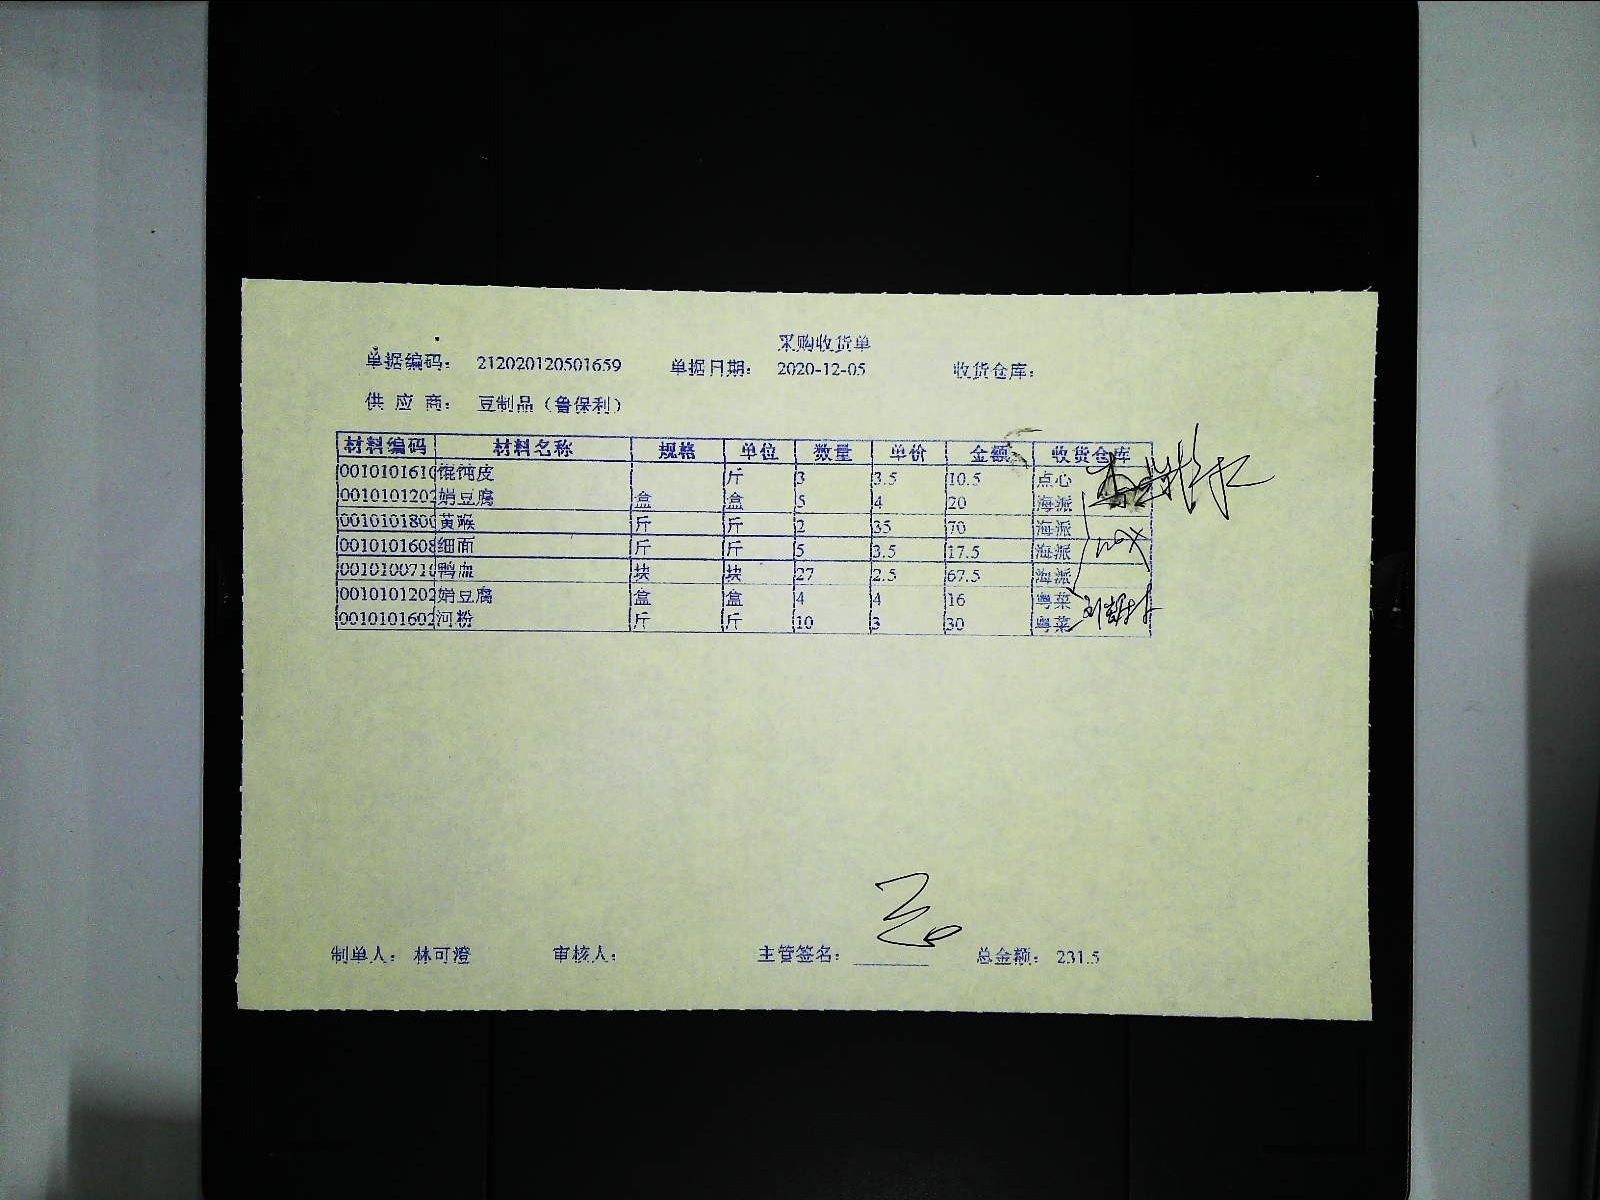 采购收货单
单据编码： 212020120501659 单据日期： 2020-12-05 收货仓库：
供 应 商： 豆制品（鲁保利）
材料编码 材料名称 规格 单位 数量 单价 金额 收货仓库
0010101610 馄饨皮 斤 3 3.5 10.5 点心
0010101202 娟豆腐 盒 盒 5 4 20 海派
0010101800 黄喉 斤 斤 2 35 70 海派
0010101608 细面 斤 斤 5 3.5 17.5 海派
0010100710 鸭血 块 块 27 2.5 67.5 海派
0010101202 娟豆腐 盒 盒 4 4 16 粤菜
0010101602 河粉 斤 斤 10 3 30 粤菜
制单人： 林可澄 审核人： 主管签名： 总金额： 231.5